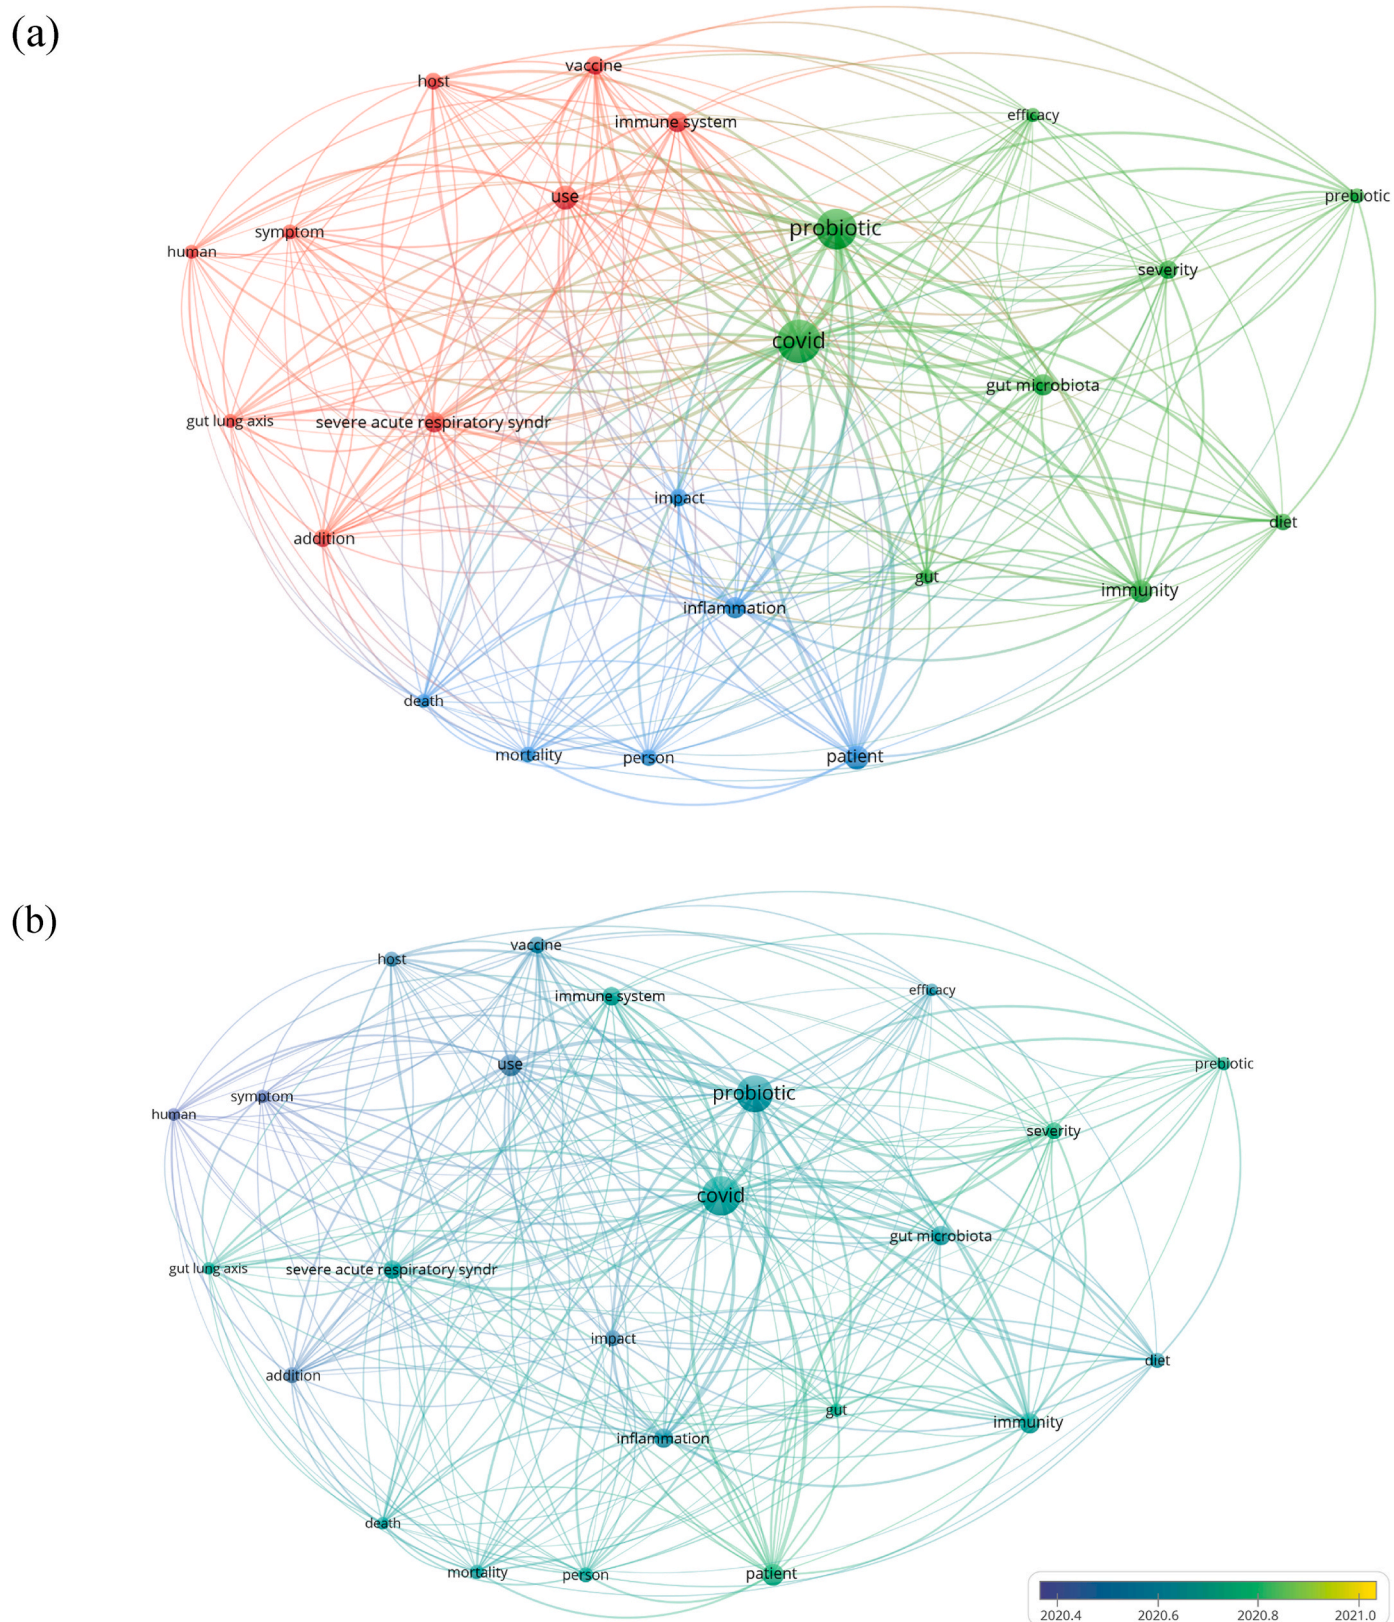 (a)
vaccine
host
immune system
efficacy
use
prebiotic
probiotic
symptom
human
severity
covid
gut microbiota
gut lung axis
severe acute respiratory syndr
impact
diet
addition
gut
immunity
inflammation
death
mortality
person
patient
(b)
vaccine
host
immune system
efficacy
use
prebiotic
probiotic
symptom
human
severity
covid
gut microbiota
gut lung axis
severe acute respiratory syndr
impact
diet
addition
gut
immunity
inflammation
death
mortality
person
patient
2020.4 2020.6 2020.8 2021.0